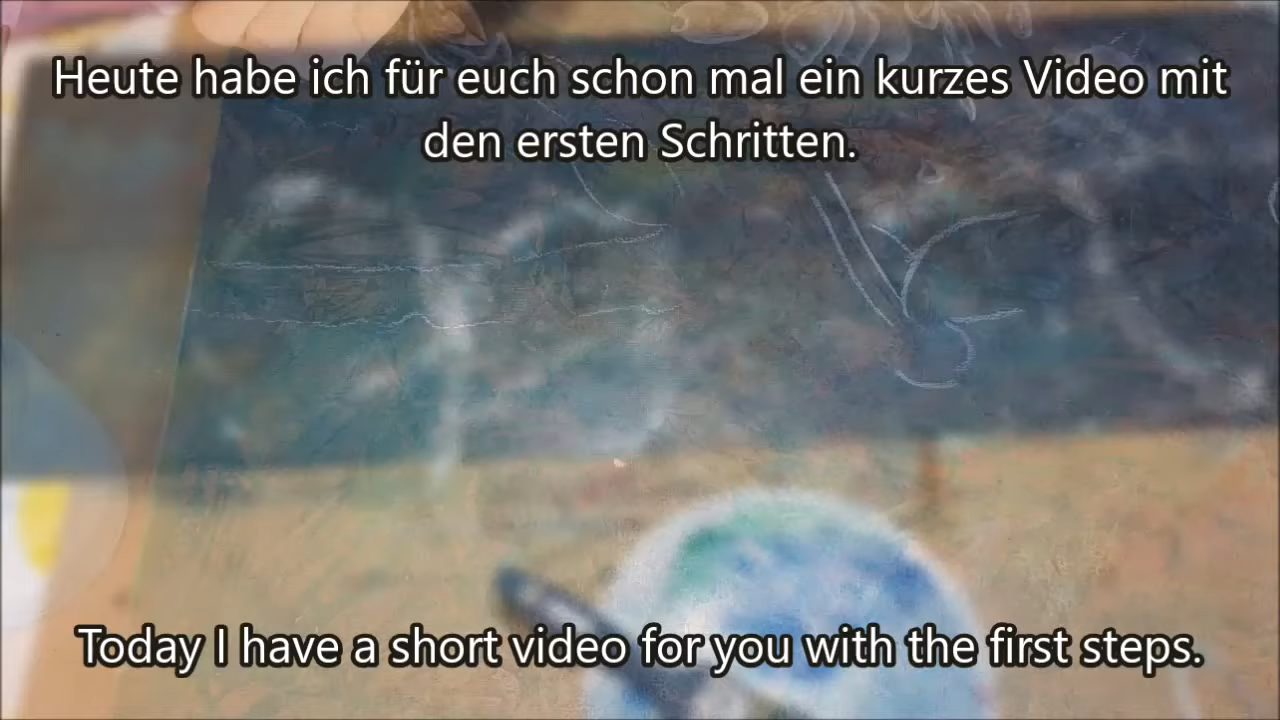 Heute habe ich für euch schon mal ein kurzes Video mit
den ersten Schritten.
Today I have a short video for you with the first steps.